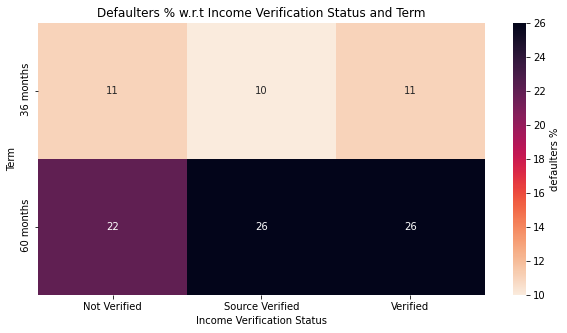 Defaulters % w.r.t Income Verification Status and Term
Term
36 months
60 months
11 10 11
22 26 26
Not Verified Source Verified Verified
Income Verification Status
26
24
22
20
18
16
14
12
10
defaulters %